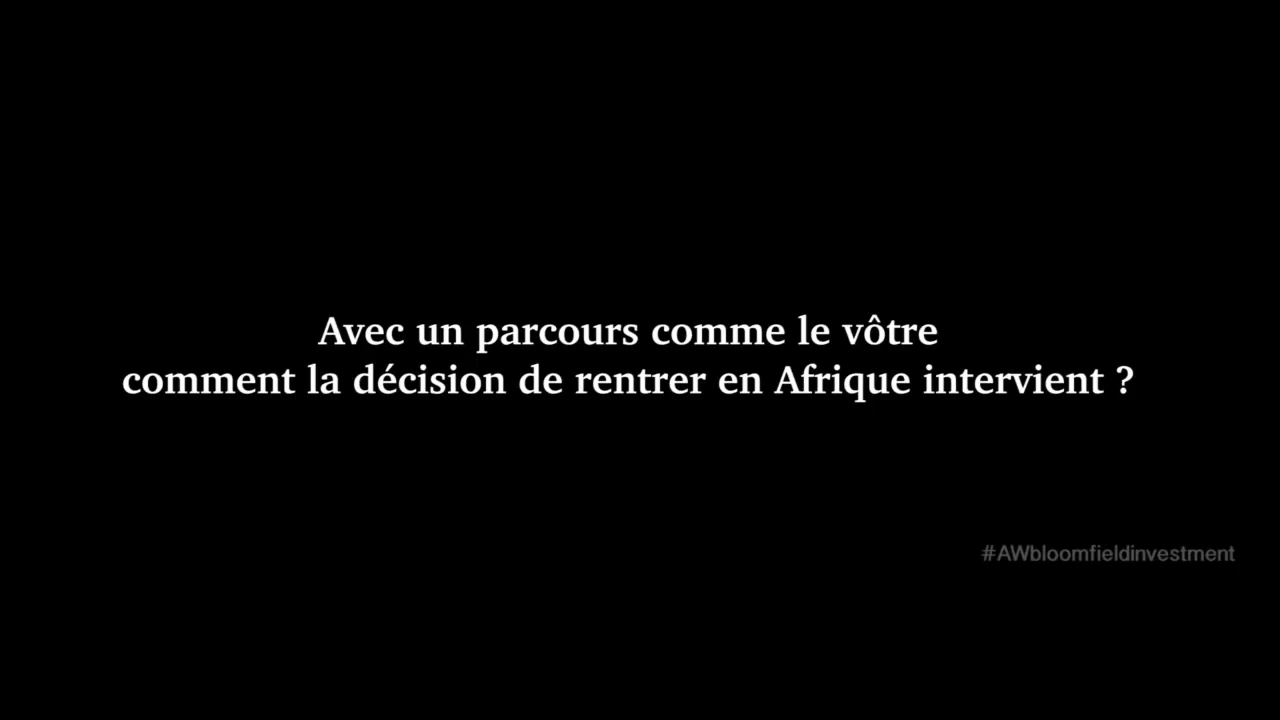 Avec un parcours comme le vôtre
comment la décision de rentrer en Afrique intervient ?
#AWbloomfieldinvestment